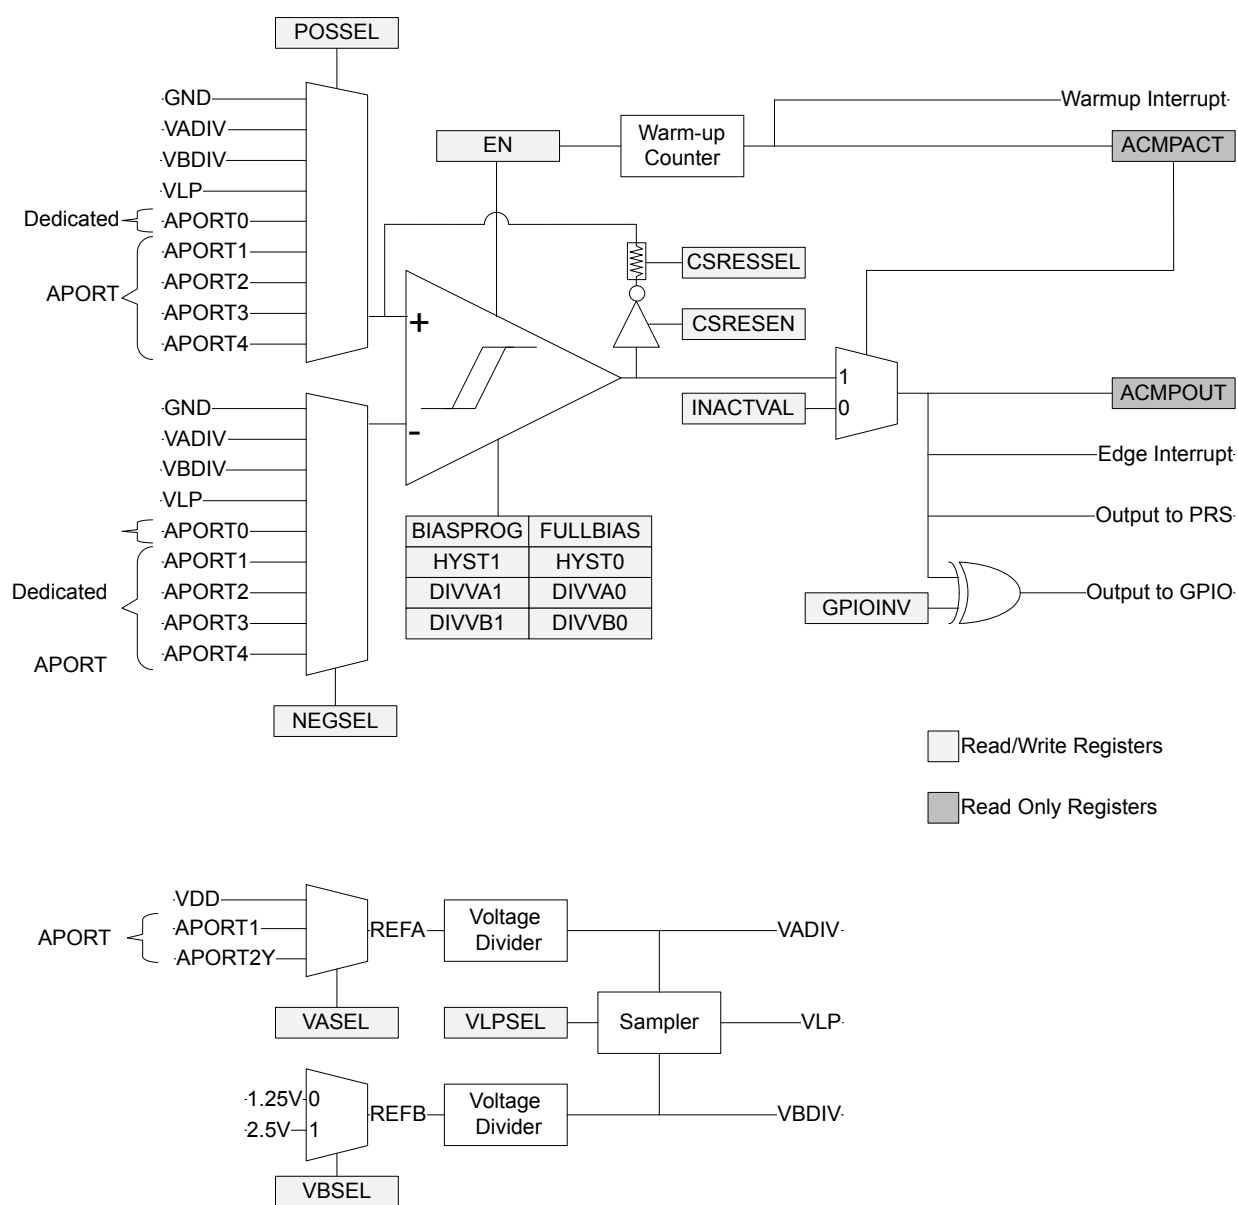 POSSEL
GND
VADIV
VBDIV
VLP
Dedicated
APORT0
APORT1
APORT2
APORT
APORT3
APORT4
EN
Warm-up
Counter
Warmup Interrupt
ACMPACT
CSRESSEL
CSRESEN
+
-
1
0
INACTVAL
ACMPOUT
Edge Interrupt
Output to PRS
Output to GPIO
GPIOINV
GND
VADIV
VBDIV
VLP
APORT0
APORT1
Dedicated
APORT2
APORT3
APORT
APORT4
NEGSEL
BIASPROG FULLBIAS
HYST1 HYST0
DIVVA1 DIVVA0
DIVVB1 DIVVB0
Read/Write Registers
Read Only Registers
VDD
APORT
APORT1
APORT2Y
REFA
Voltage
Divider
VADIV
VASEL
VLPSEL
Sampler
VLP
1.25V 0
2.5V 1
REFB
Voltage
Divider
VBDIV
VBSEL